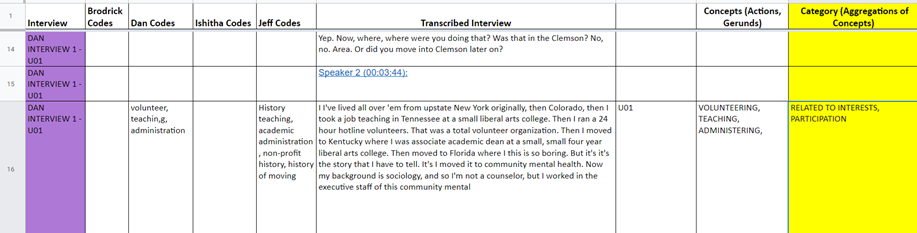 1
Interview
Brodrick
Codes
Dan Codes
Ishitha Codes
Jeff Codes
Transcribed Interview
Concepts (Actions,
Gerunds)
Category (Aggregations of
Concepts)
14
DAN
INTERVIEW 1 -
U01
Yep. Now, where, where were you doing that? Was that in the Clemson? No,
no. Area. Or did you move into Clemson later on?
15
DAN
INTERVIEW 1 -
U01
Speaker 2 (00:03:44):
16
DAN
INTERVIEW 1 -
U01
volunteer,
teachin,g,
administration
History
teaching,
academic
administration
, non-profit
history, history
of moving
I I've lived all over 'em from upstate New York originally, then Colorado, then I
took a job teaching in Tennessee at a small liberal arts college. Then I ran a 24
hour hotline volunteers. That was a total volunteer organization. Then I moved
to Kentucky where I was associate academic dean at a small, small four year
liberal arts college. Then moved to Florida where I this is so boring. But it's it's
the story that I have to tell. It's I moved it to community mental health. Now
my background is sociology, and so I'm not a counselor, but I worked in the
executive staff of this community mental
U01
VOLUNTEERING,
TEACHING,
ADMINISTERING,
RELATED TO INTERESTS,
PARTICIPATION